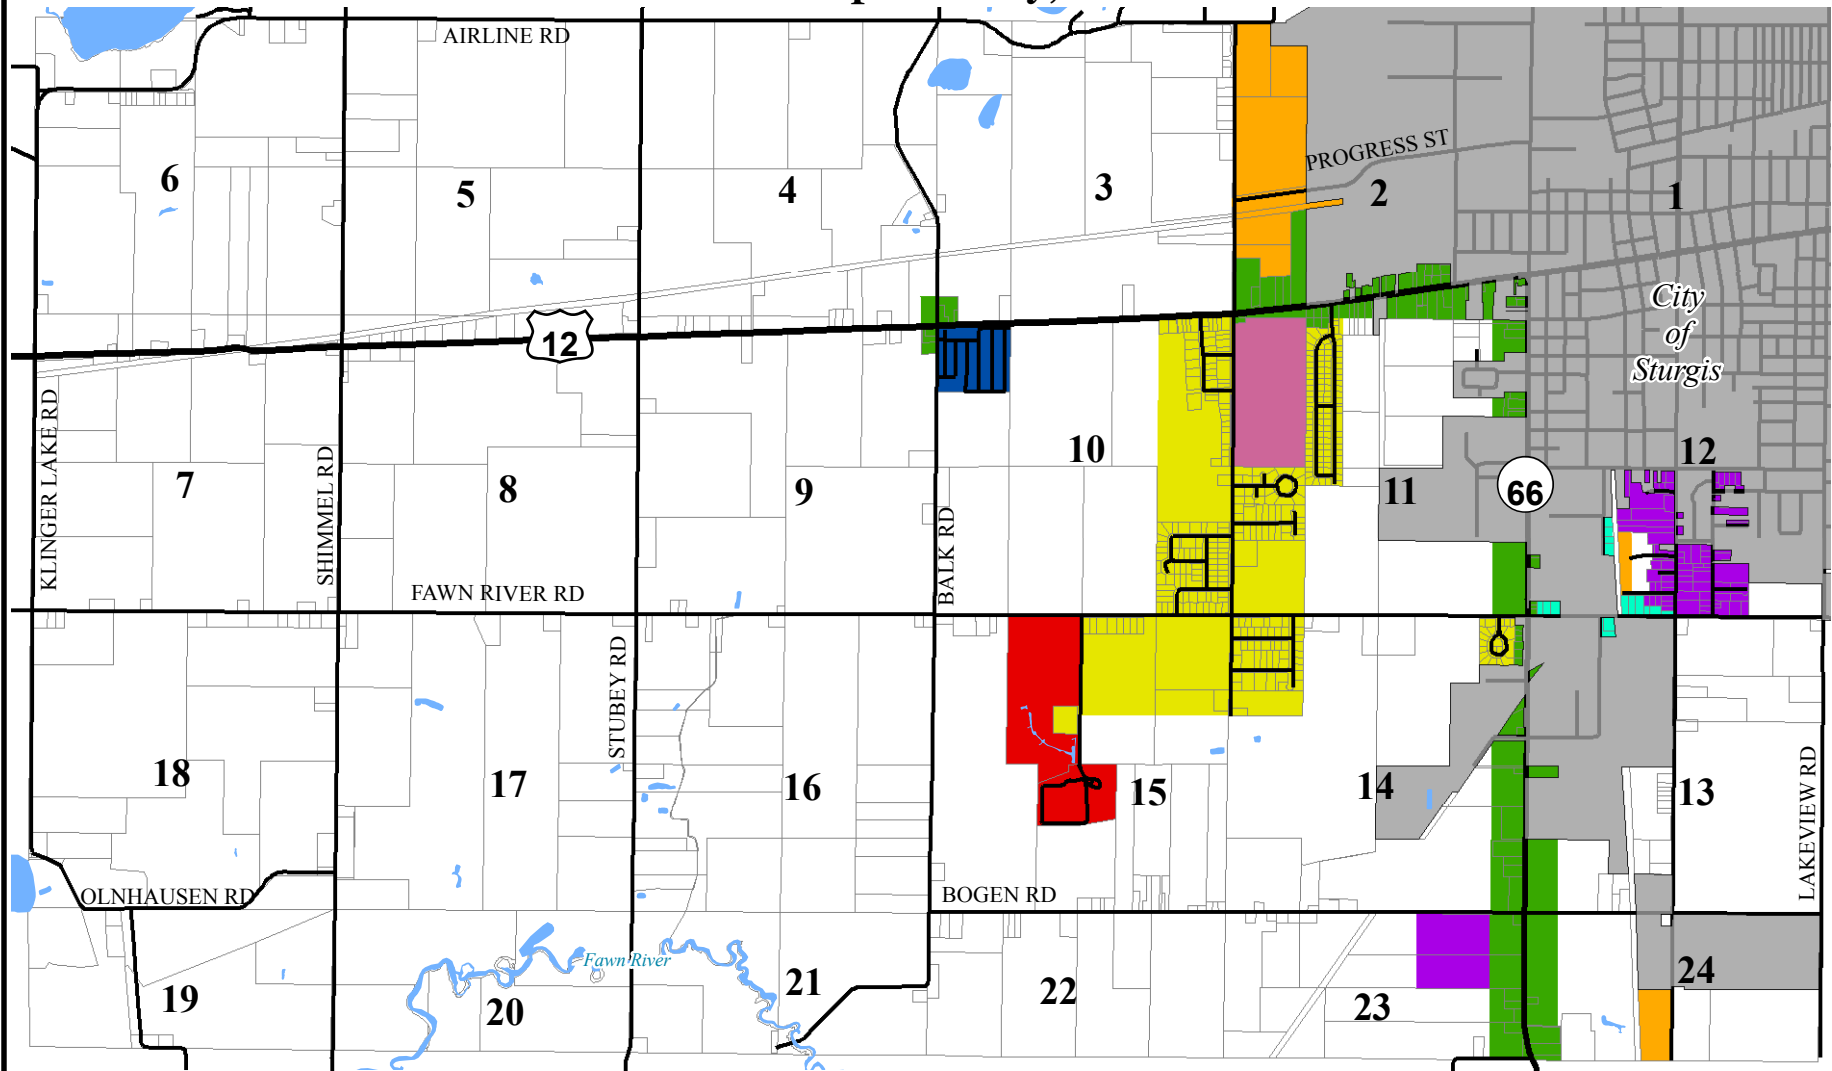 AIRLINE RD
PROGRESS ST
6
5
4
3
2
1
City
of
Sturgis
12
KLINGER LAKE RD
SHIMMEL RD
BALK RD
7
8
9
10
11
66
12
FAWN RIVER RD
STUBEY RD
LAKEVIEW RD
18
17
16
15
14
13
OLNHAUSEN RD
BOGEN RD
Fawn River
19
20
21
22
23
24